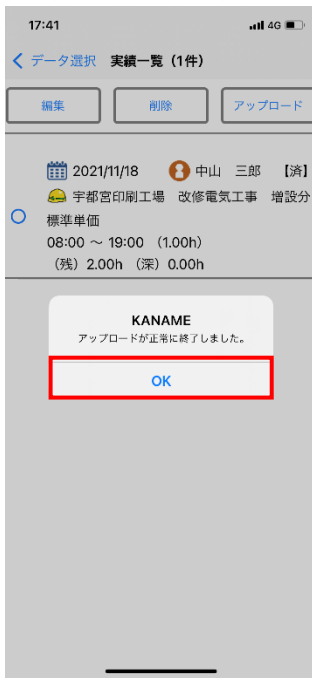 17:41 4G
データ選択 実績一覧（1件）
編集 削除 アップロード
2021/11/18 中山 三郎 【済】
宇都宮印刷工場 改修電気工事 増設分
標準単価
08:00 ～ 19:00 （1.00h）
（残）2.00h （深）0.00h
KANAME
アップロードが正常に終了しました。
OK